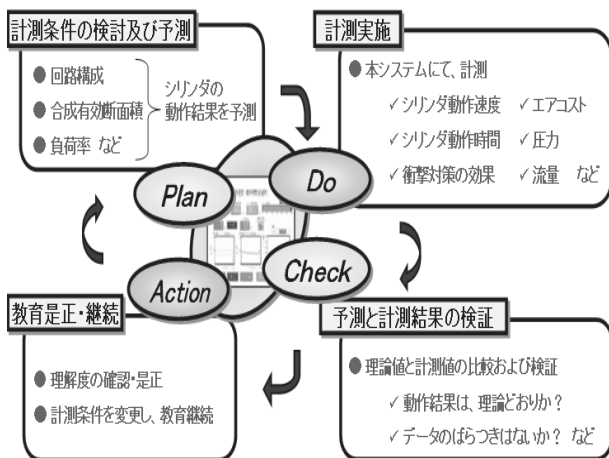 計測条件の検討及び予測
● 回路構成
● 合成有効断面積
● 負荷率 など
シリンダの
動作結果を予測
計測実施
● 本システムにて、計測
✓シリンダ動作速度 ✓エアコスト
✓シリンダ動作時間 ✓圧力
✓衝撃対策の効果 ✓流量 など
Plan
Do
Check
Action
教育是正・継続
● 理解度の確認・是正
● 計測条件を変更し、教育継続
予測と計測結果の検証
● 理論値と計測値の比較および検証
✓動作結果は、理論どおりか？
✓データのばらつきはないか？ など